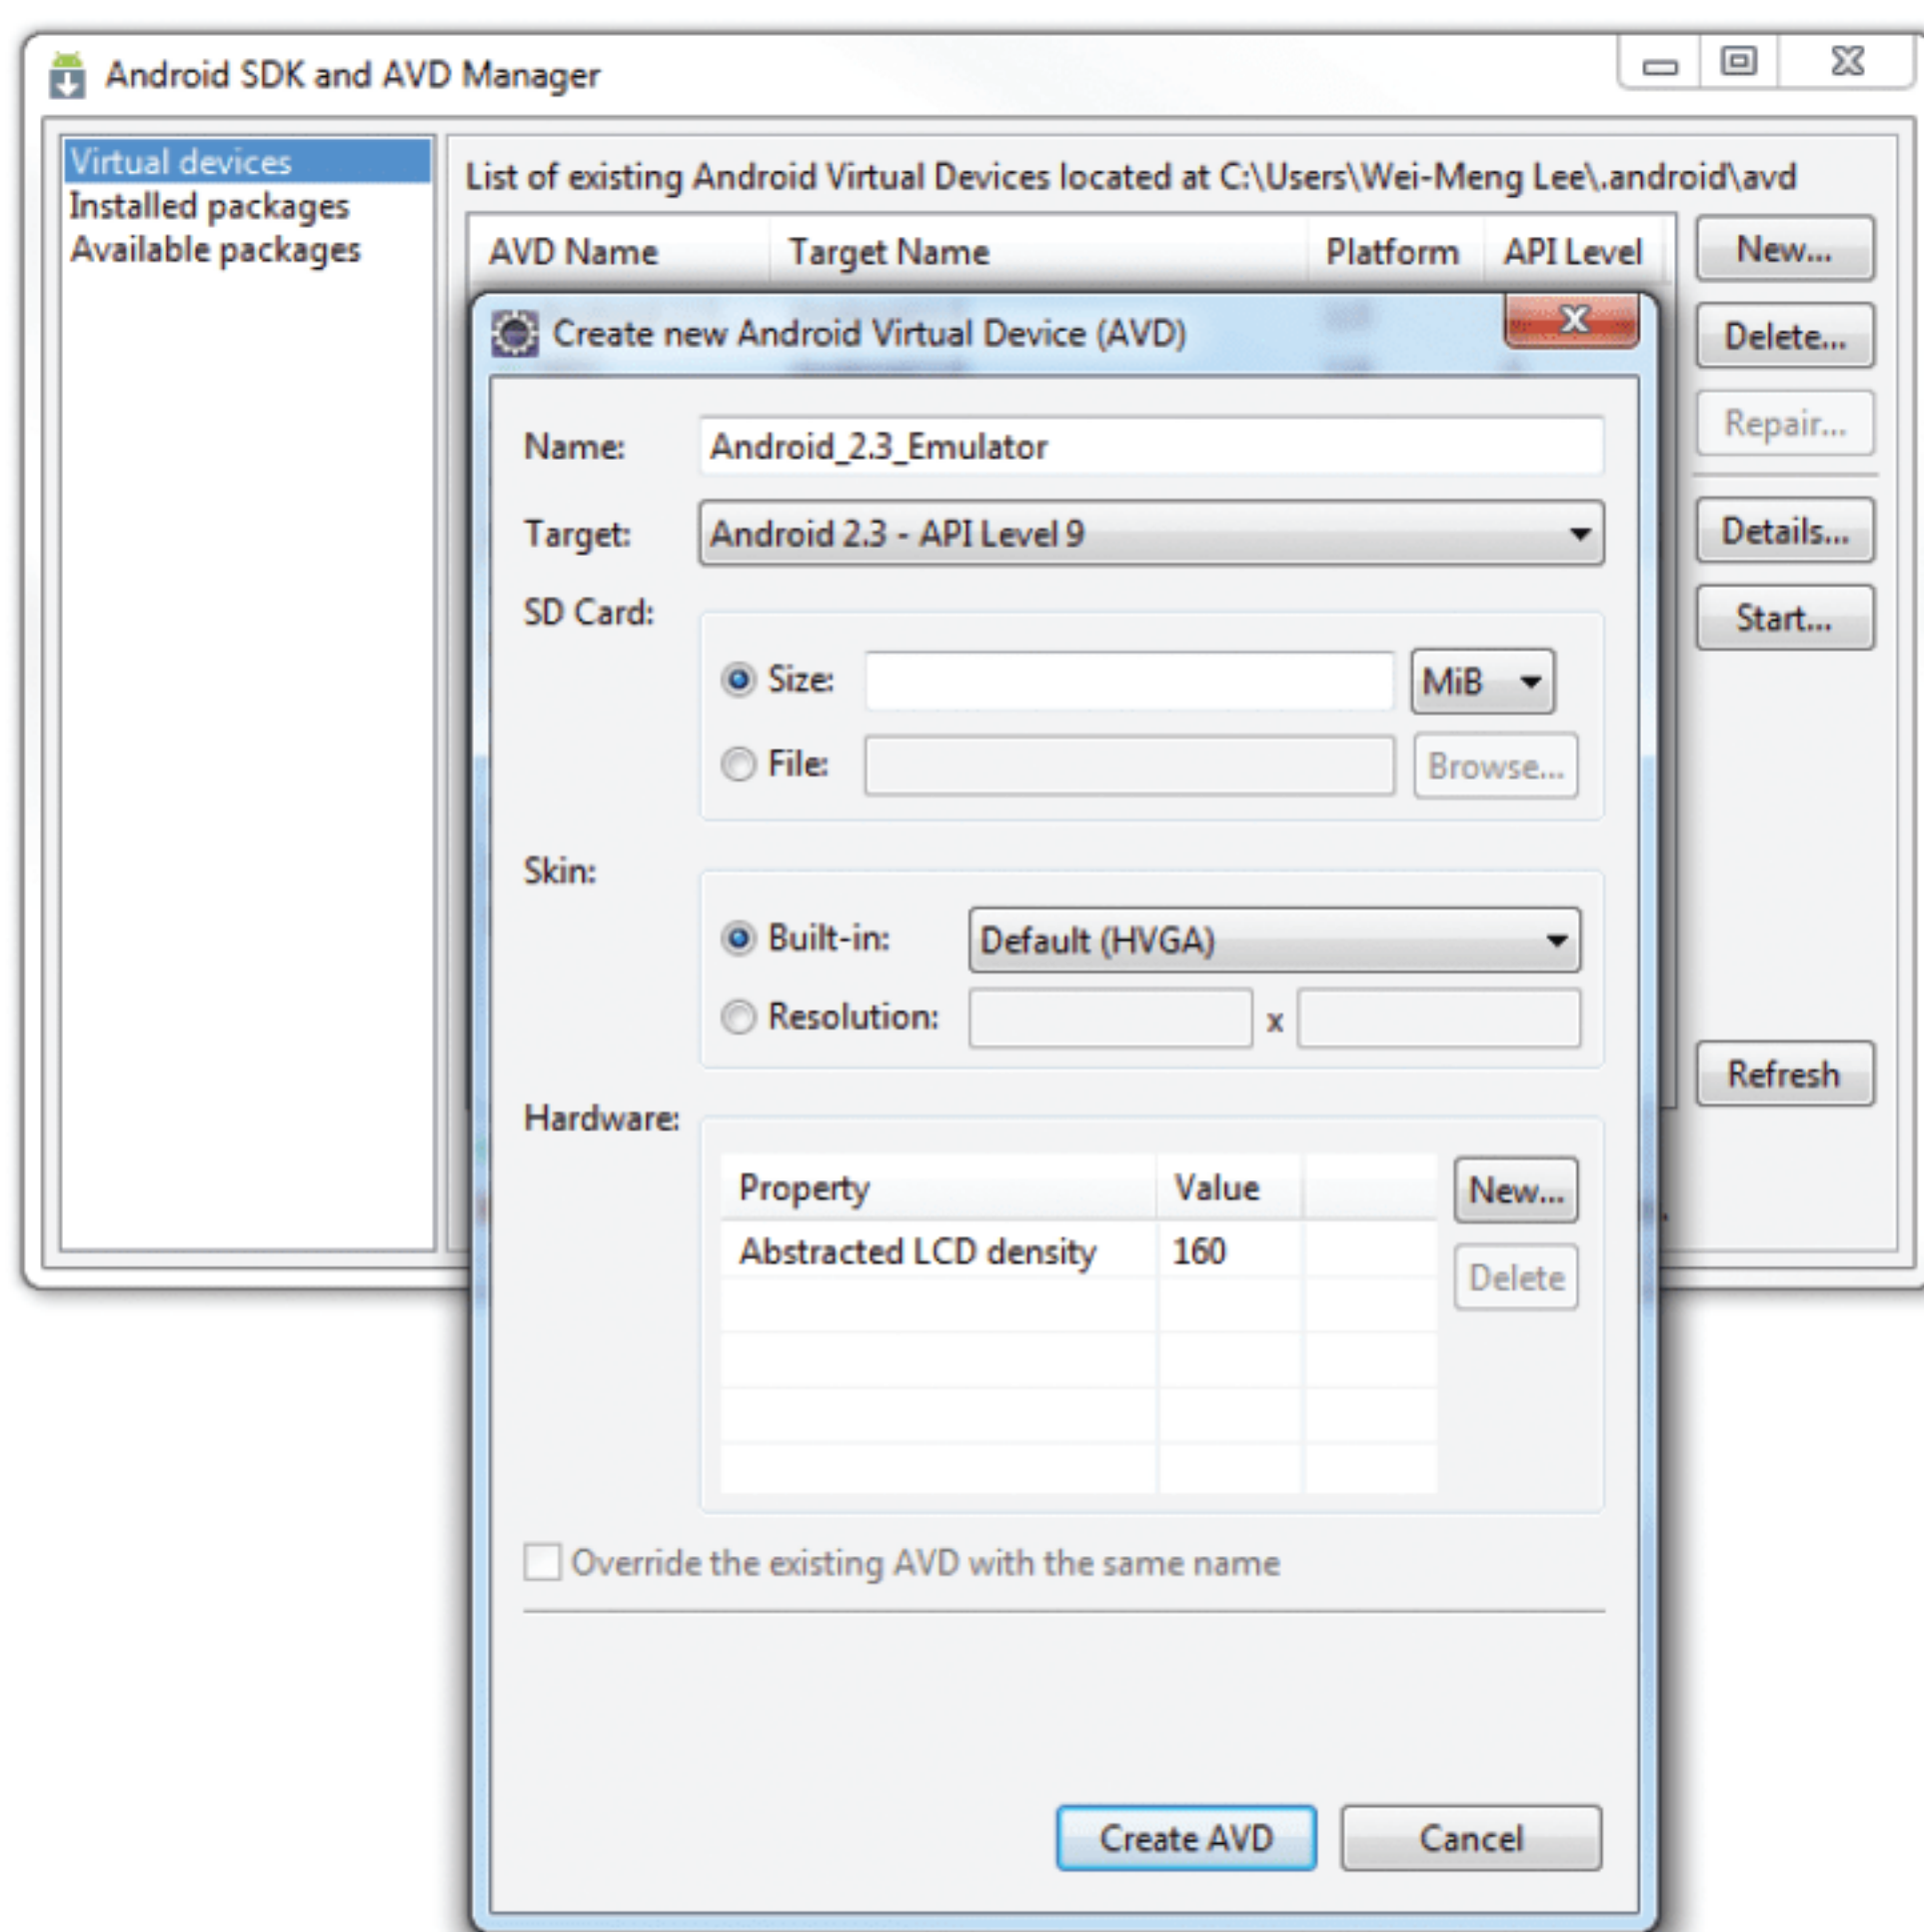 Android SDK and AVD Manager
Virtual devices
Installed packages
Available packages
List of existing Android Virtual Devices located at C:\Users\Wei-Meng Lee\.android\avd
AVD Name Target Name Platform API Level
New...
Delete...
Repair...
Details...
Start...
Refresh
Create new Android Virtual Device (AVD)
Name: Android_2.3_Emulator
Target: Android 2.3 - API Level 9
SD Card:
Size: MiB
File: Browse...
Skin:
Built-in: Default (HVGA)
Resolution: x
Hardware:
Property Value New...
Abstracted LCD density 160
Delete
Override the existing AVD with the same name
Create AVD Cancel